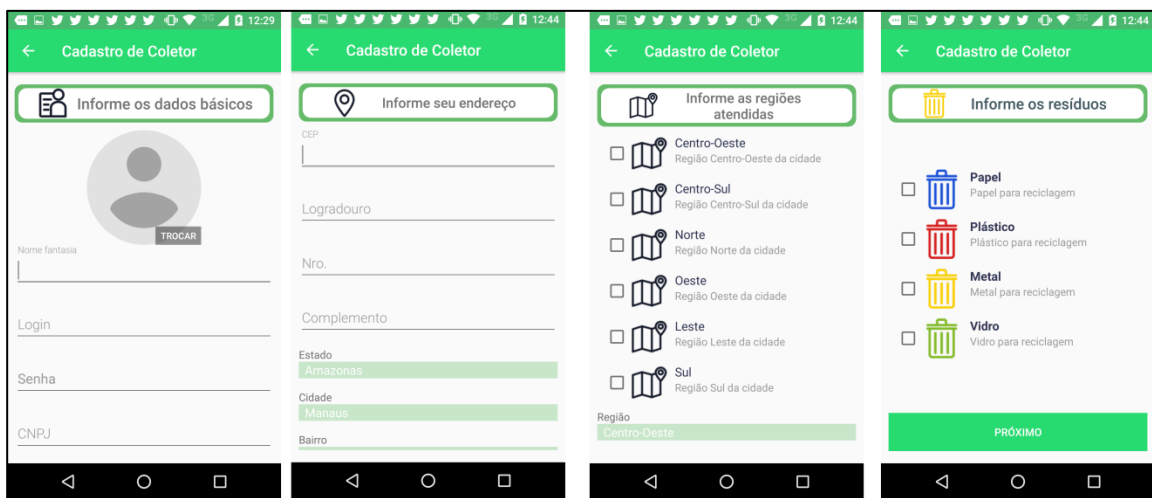 3G 12:29
Cadastro de Coletor
Informe os dados básicos
TROCAR
Nome fantasia
Login
Senha
CNPJ
3G 12:44
Cadastro de Coletor
Informe seu endereço
CEP
Logradouro
Nro.
Complemento
Estado
Amazonas
Cidade
Manaus
Bairro
3G 12:44
Cadastro de Coletor
Informe as regiões
atendidas
Centro-Oeste
Região Centro-Oeste da cidade
Centro-Sul
Região Centro-Sul da cidade
Norte
Região Norte da cidade
Oeste
Região Oeste da cidade
Leste
Região Leste da cidade
Sul
Região Sul da cidade
Região
Centro-Oeste
3G 12:44
Cadastro de Coletor
Informe os resíduos
Papel
Papel para reciclagem
Plástico
Plástico para reciclagem
Metal
Metal para reciclagem
Vidro
Vidro para reciclagem
PRÓXIMO